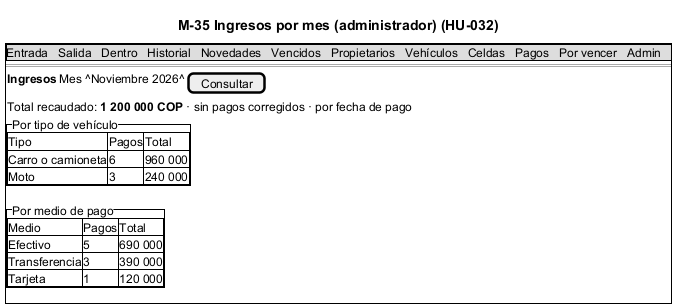 M-35 Ingresos por mes (administrador) (HU-032)
Entrada Salida Dentro Historial Novedades Vencidos Propietarios Vehículos Celdas Pagos Por vencer Admin
Ingresos Mes ^Noviembre 2026^ Consultar
Total recaudado: 1 200 000 COP · sin pagos corregidos · por fecha de pago
Por tipo de vehículo
Tipo Pagos Total
Carro o camioneta 6 960 000
Moto 3 240 000
Por medio de pago
Medio Pagos Total
Efectivo 5 690 000
Transferencia 3 390 000
Tarjeta 1 120 000